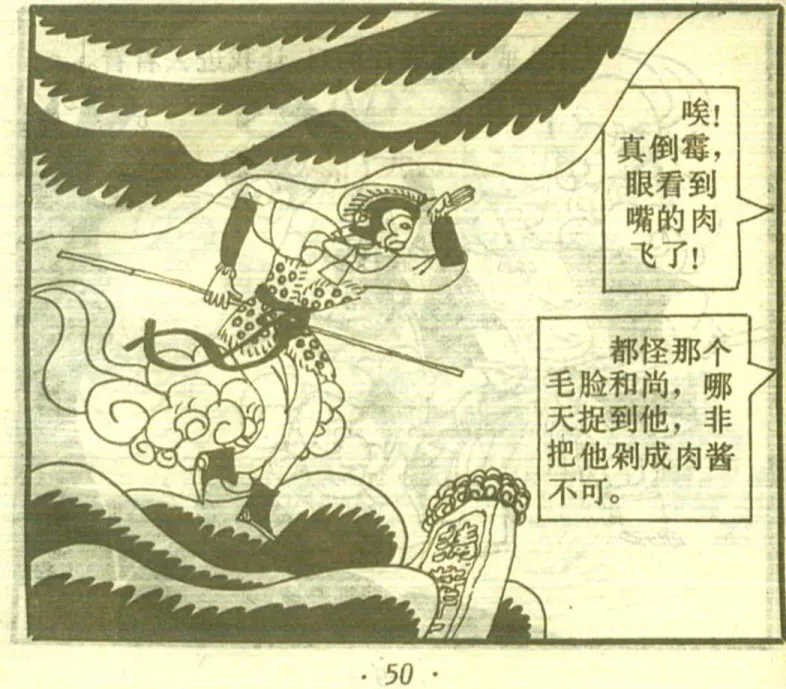 唉！
真倒霉，
眼看到
嘴的肉
飞了！
都怪那个
毛脸和尚，哪
天捉到他，非
把他剁成肉酱
不可。
· 50 ·